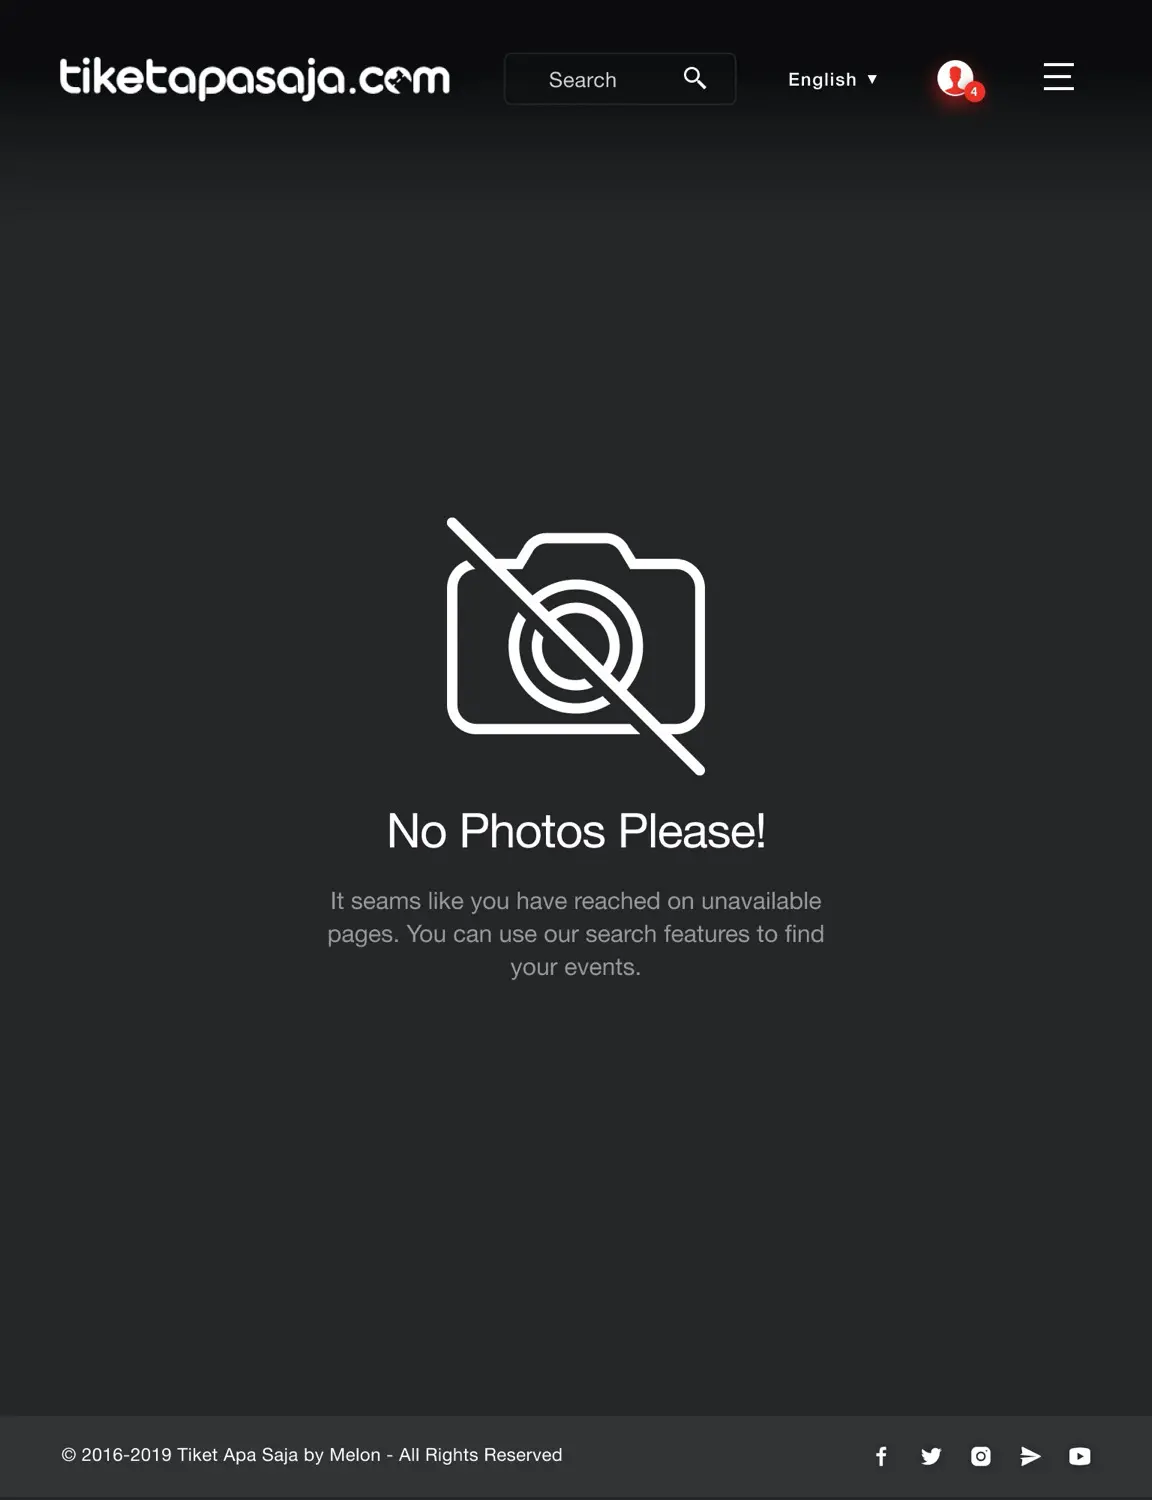 tiketapasaja.com
Search
English ▼
4
No Photos Please!
It seams like you have reached on unavailable
pages. You can use our search features to find
your events.
© 2016-2019 Tiket Apa Saja by Melon - All Rights Reserved